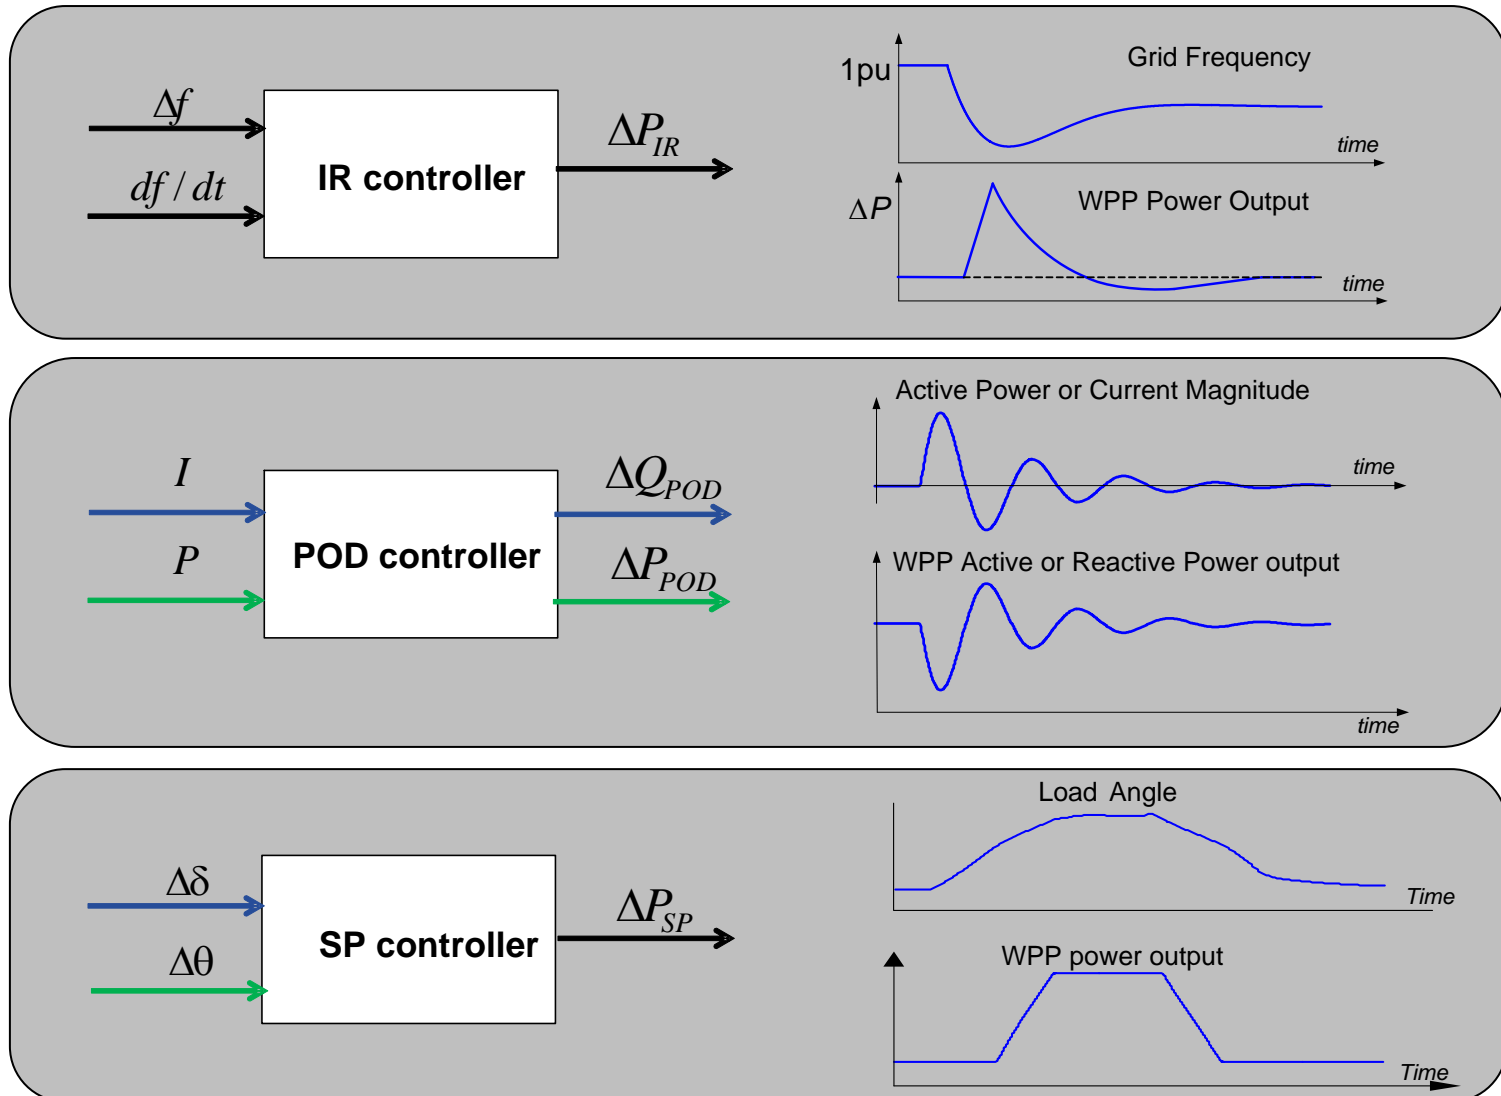 Δf
df / dt
IR controller
ΔP_IR
Grid Frequency
1pu
time
WPP Power Output
ΔP
time
I
P
POD controller
ΔQ_POD
ΔP_POD
Active Power or Current Magnitude
time
WPP Active or Reactive Power output
time
Δδ
Δθ
SP controller
ΔP_SP
Load Angle
Time
WPP power output
Time